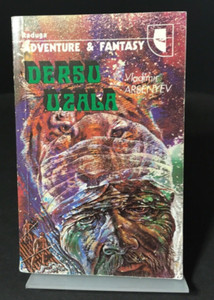 Raduga
ADVENTURE & FANTASY
DERSU
UZALA
Vladimir
ARSENYEV